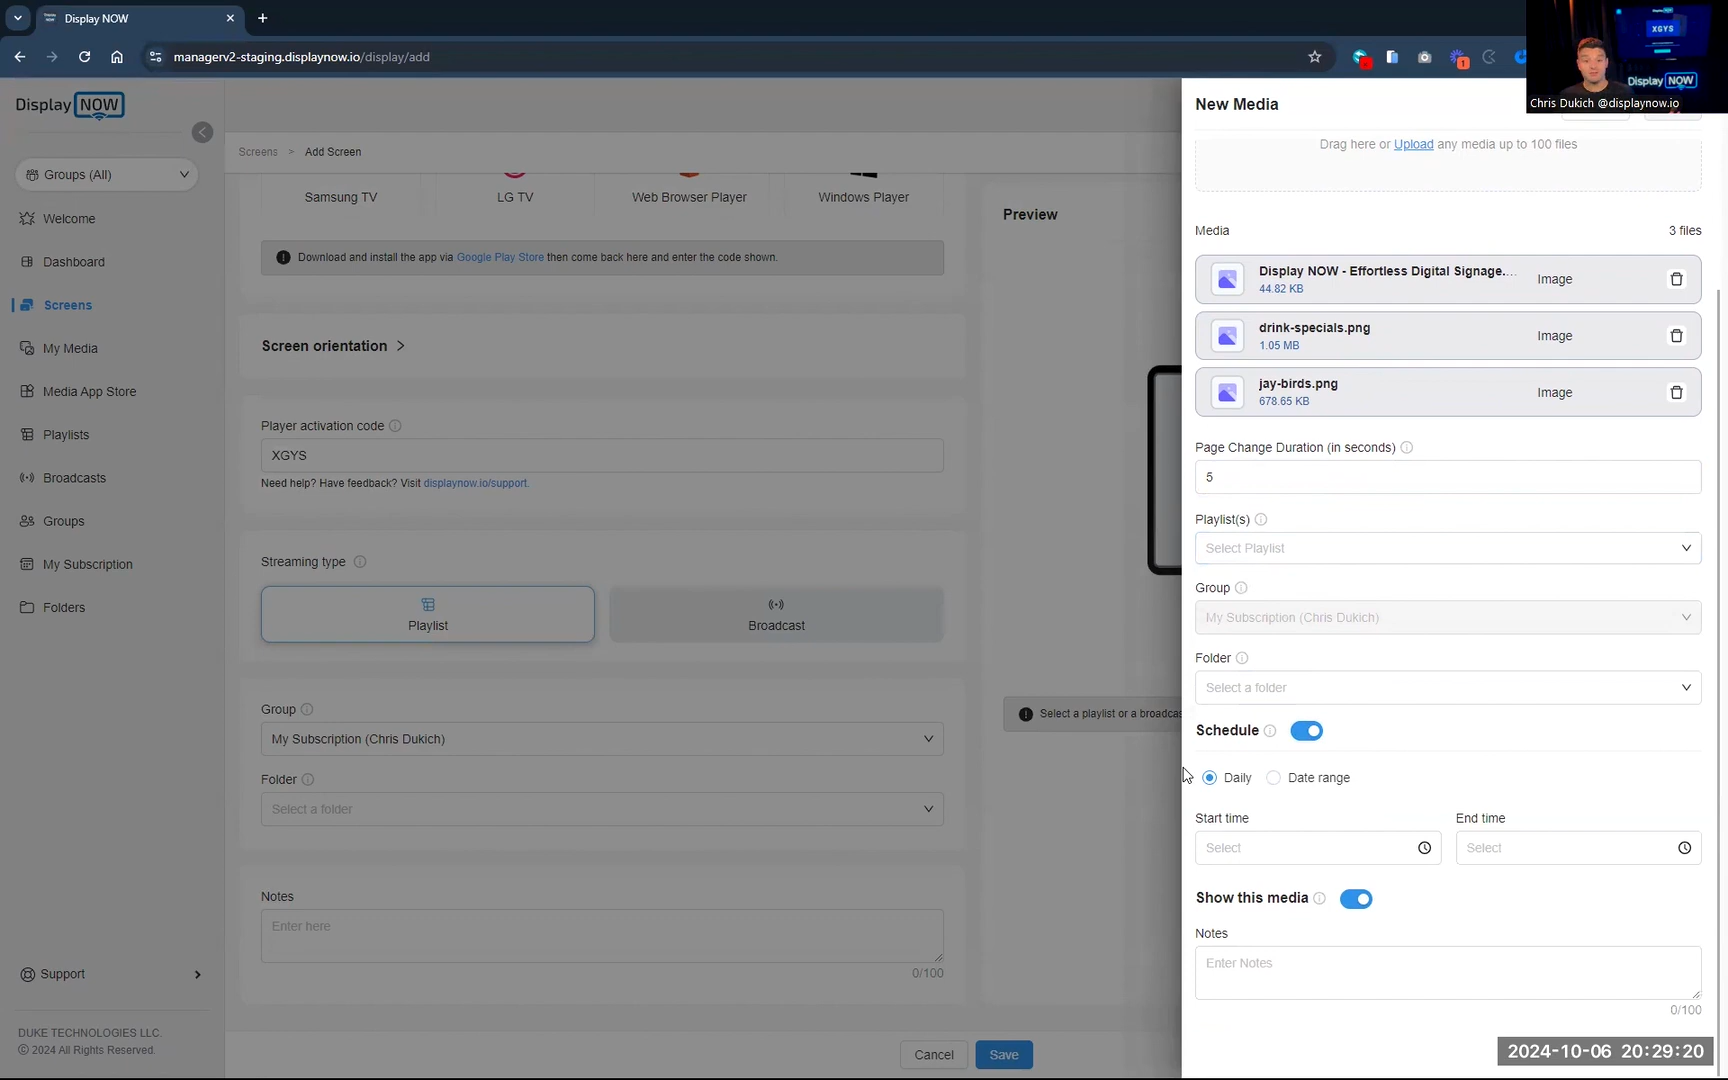 Display NOW
managerv2-staging.displaynow.io/display/add
XGYS
Display NOW
Chris Dukich @displaynow.io
Display NOW
Groups (All)
Welcome
Dashboard
Screens
My Media
Media App Store
Playlists
Broadcasts
Groups
My Subscription
Folders
Support
DUKE TECHNOLOGIES LLC.
© 2024 All Rights Reserved.
Screens > Add Screen
Samsung TV
LG TV
Web Browser Player
Windows Player
Download and install the app via Google Play Store then come back here and enter the code shown.
Screen orientation
Player activation code
XGYS
Need help? Have feedback? Visit displaynow.io/support.
Streaming type
Playlist
Broadcast
Group
My Subscription (Chris Dukich)
Folder
Select a folder
Notes
Enter here
0/100
Cancel
Save
Preview
Select a playlist or a broadcas
New Media
Drag here or Upload any media up to 100 files
Media
3 files
Display NOW - Effortless Digital Signage....
44.82 KB
Image
drink-specials.png
1.05 MB
Image
jay-birds.png
678.65 KB
Image
Page Change Duration (in seconds)
5
Playlist(s)
Select Playlist
Group
My Subscription (Chris Dukich)
Folder
Select a folder
Schedule
Daily
Date range
Start time
Select
End time
Select
Show this media
Notes
Enter Notes
0/100
2024-10-06 20:29:20